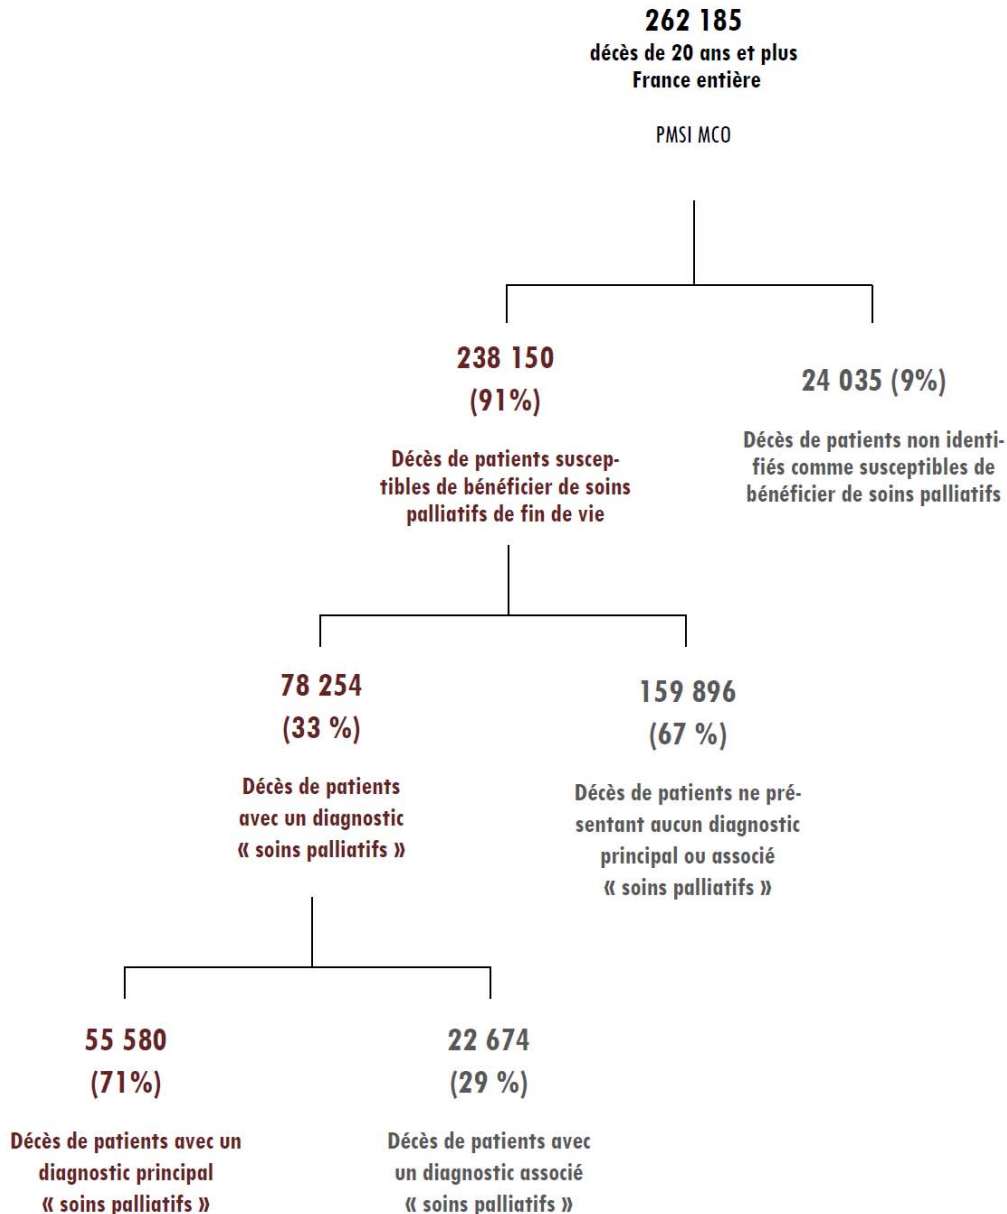 262 185
décès de 20 ans et plus
France entière
PMSI MCO
238 150
(91%)
Décès de patients suscep-
tibles de bénéficier de soins
palliatifs de fin de vie
24 035 (9%)
Décès de patients non identi-
fiés comme susceptibles de
bénéficier de soins palliatifs
78 254
(33 %)
Décès de patients
avec un diagnostic
« soins palliatifs »
159 896
(67 %)
Décès de patients ne pré-
sentant aucun diagnostic
principal ou associé
« soins palliatifs »
55 580
(71%)
Décès de patients avec un
diagnostic principal
« soins palliatifs »
22 674
(29 %)
Décès de patients avec
un diagnostic associé
« soins palliatifs »